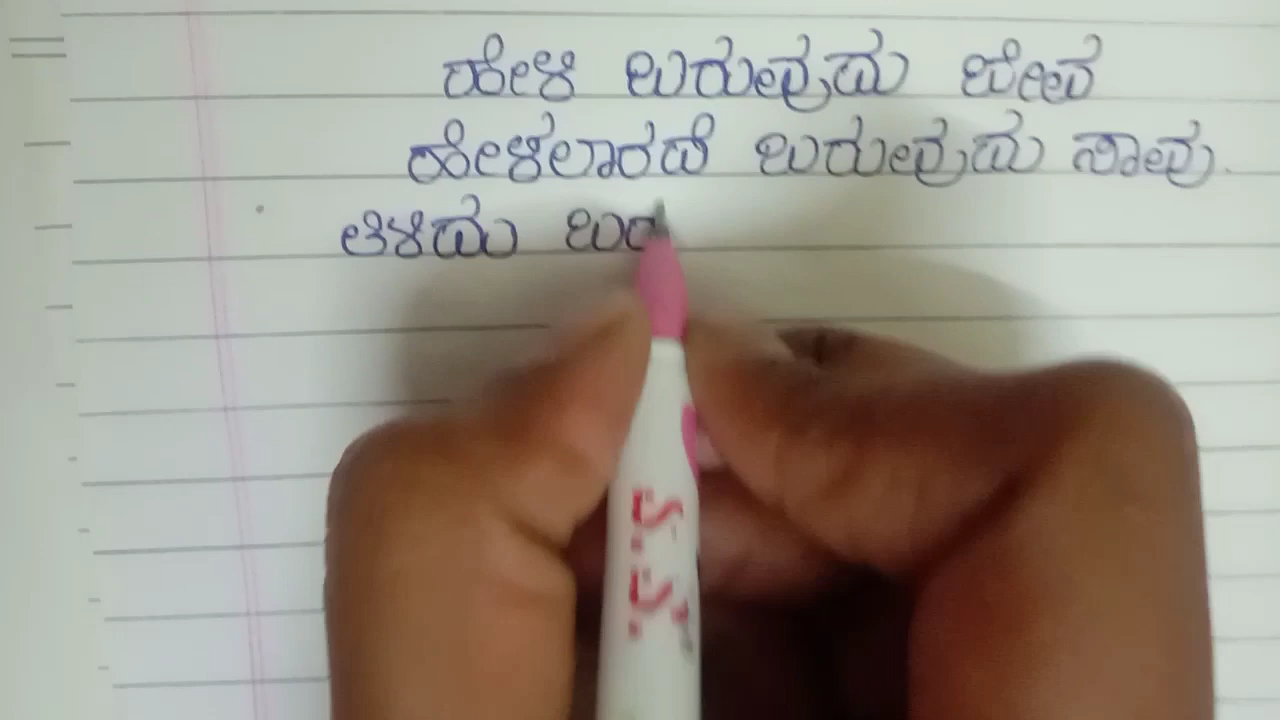 ಹೇಳಿ ಬರುವುದು ನೋವ
ಹೇಳಲಾರದೆ ಬರುವುದು ಸಾವು
ತಿಳಿದು
S.S.